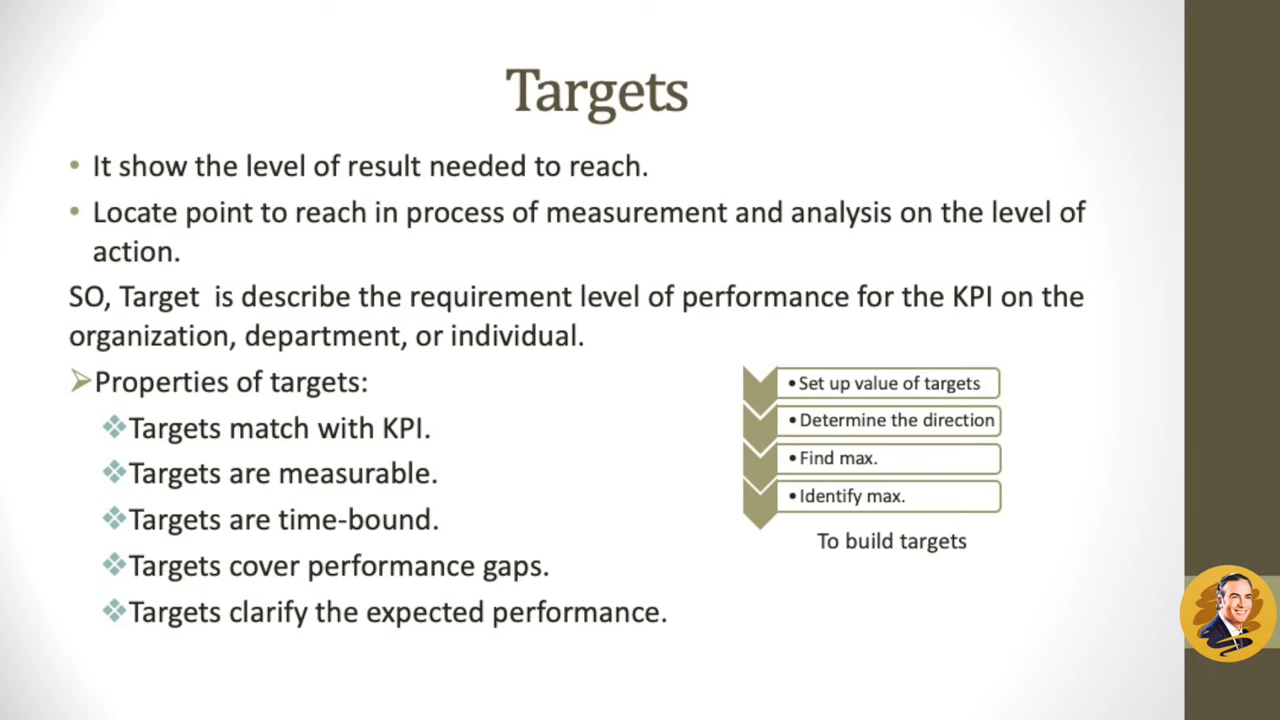 Targets
• It show the level of result needed to reach.
• Locate point to reach in process of measurement and analysis on the level of
action.
SO, Target  is describe the requirement level of performance for the KPI on the
organization, department, or individual.
Properties of targets:
Targets match with KPI.
Targets are measurable.
Targets are time-bound.
Targets cover performance gaps.
Targets clarify the expected performance.
• Set up value of targets
• Determine the direction
• Find max.
• Identify max.
To build targets